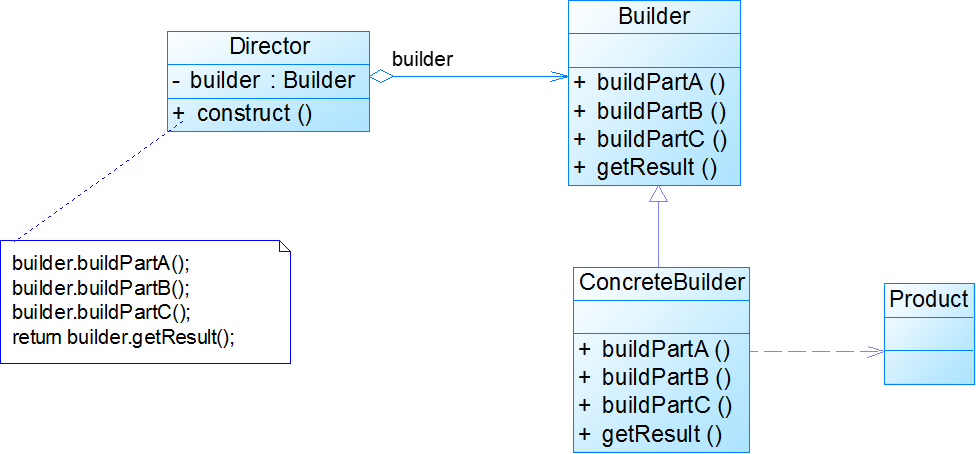 Director
- builder : Builder
+ construct ()
builder
Builder
+ buildPartA ()
+ buildPartB ()
+ buildPartC ()
+ getResult ()
builder.buildPartA();
builder.buildPartB();
builder.buildPartC();
return builder.getResult();
ConcreteBuilder
+ buildPartA ()
+ buildPartB ()
+ buildPartC ()
+ getResult ()
Product